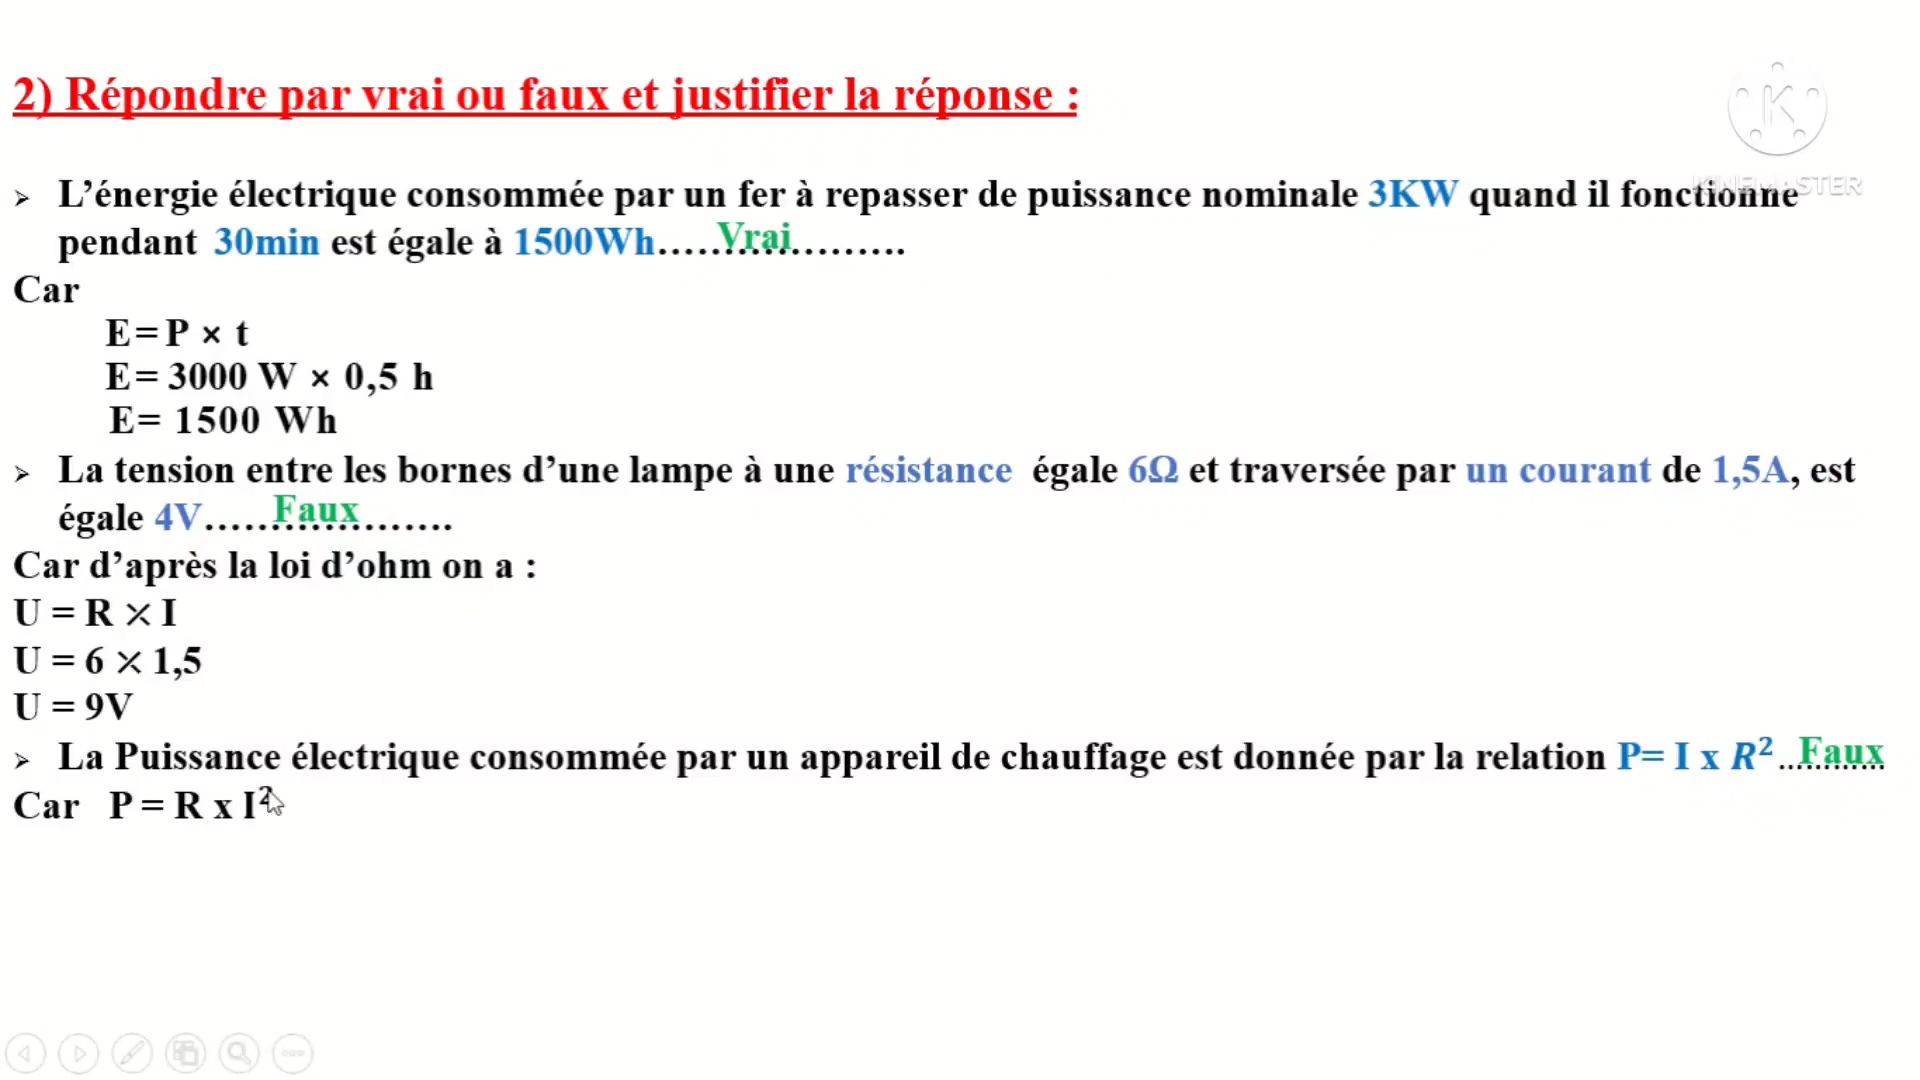 2) Répondre par vrai ou faux et justifier la réponse :
K
KINEMASTER
➢ L’énergie électrique consommée par un fer à repasser de puissance nominale 3KW quand il fonctionne
pendant 30min est égale à 1500Wh.....Vrai...................
Car
E=P × t
E= 3000 W × 0,5 h
E= 1500 Wh
➢ La tension entre les bornes d’une lampe à une résistance égale 6Ω et traversée par un courant de 1,5A, est
égale 4V.....Faux...................
Car d’après la loi d’ohm on a :
U = R × I
U = 6 × 1,5
U = 9V
➢ La Puissance électrique consommée par un appareil de chauffage est donnée par la relation P= I x R² ..Faux
Car P = R x I²